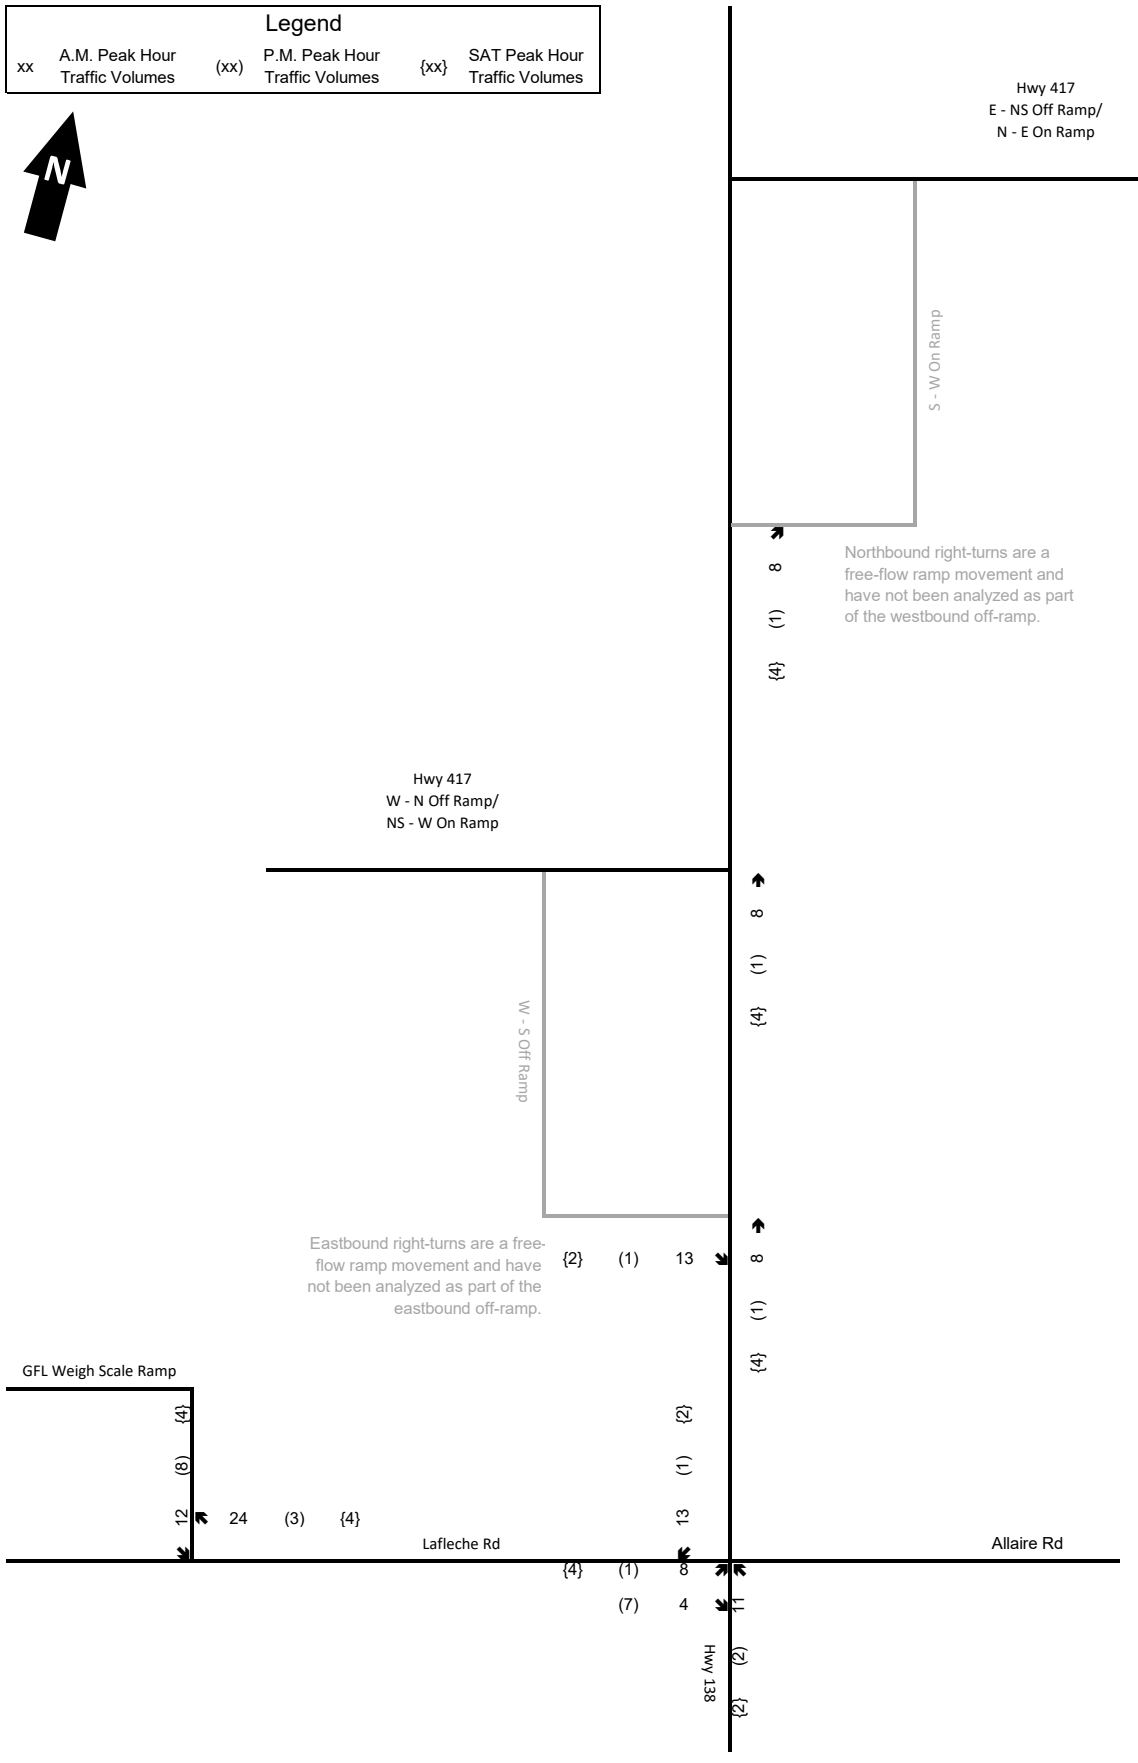 Legend
xx A.M. Peak Hour Traffic Volumes (xx) P.M. Peak Hour Traffic Volumes {xx} SAT Peak Hour Traffic Volumes
N
Hwy 417
E - NS Off Ramp/
N - E On Ramp
S - W On Ramp
8
(1)
{4}
Northbound right-turns are a
free-flow ramp movement and
have not been analyzed as part
of the westbound off-ramp.
Hwy 417
W - N Off Ramp/
NS - W On Ramp
8
(1)
{4}
W - S Off Ramp
Eastbound right-turns are a free-
flow ramp movement and have
not been analyzed as part of the
eastbound off-ramp.
{2} (1) 13
8
(1)
{4}
GFL Weigh Scale Ramp
{4}
(8)
12
24 (3) {4}
{2}
(1)
13
Lafleche Rd
Allaire Rd
{4} (1) 8
(7) 4
11
(2)
{2}
Hwy 138